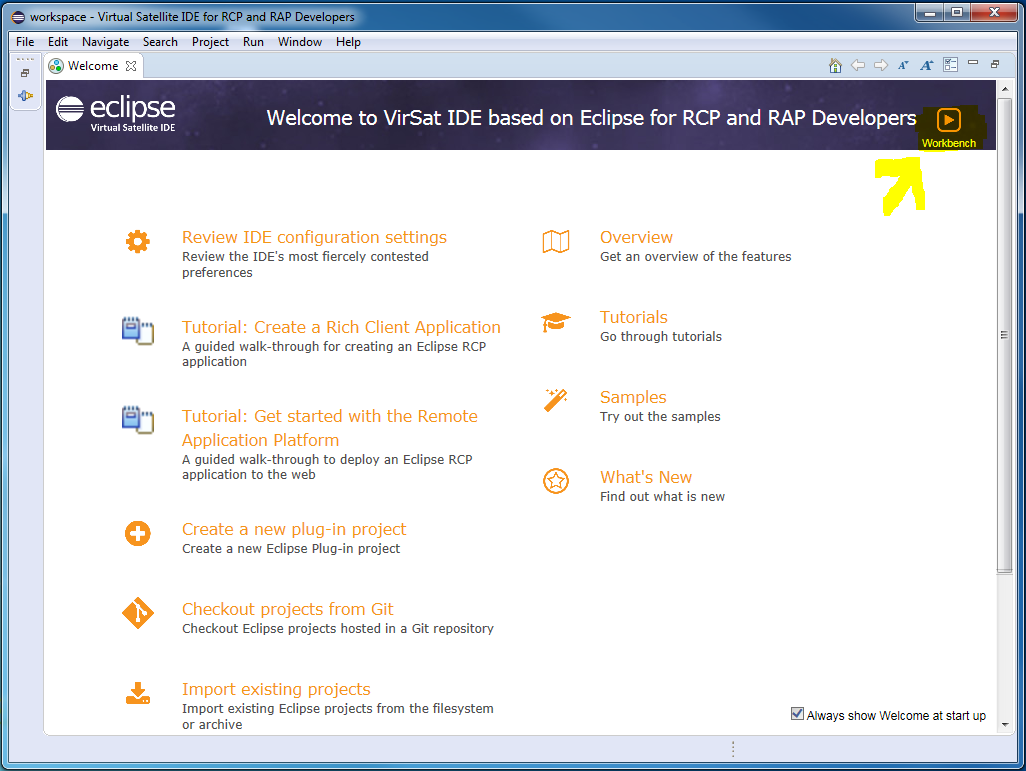 workspace - Virtual Satellite IDE for RCP and RAP Developers
File Edit Navigate Search Project Run Window Help
Welcome
eclipse
Virtual Satellite IDE
Welcome to VirSat IDE based on Eclipse for RCP and RAP Developers
Workbench
Review IDE configuration settings
Review the IDE's most fiercely contested
preferences
Tutorial: Create a Rich Client Application
A guided walk-through for creating an Eclipse RCP
application
Tutorial: Get started with the Remote
Application Platform
A guided walk-through to deploy an Eclipse RCP
application to the web
Create a new plug-in project
Create a new Eclipse Plug-in project
Checkout projects from Git
Checkout Eclipse projects hosted in a Git repository
Import existing projects
Import existing Eclipse projects from the filesystem
or archive
Overview
Get an overview of the features
Tutorials
Go through tutorials
Samples
Try out the samples
What's New
Find out what is new
Always show Welcome at start up